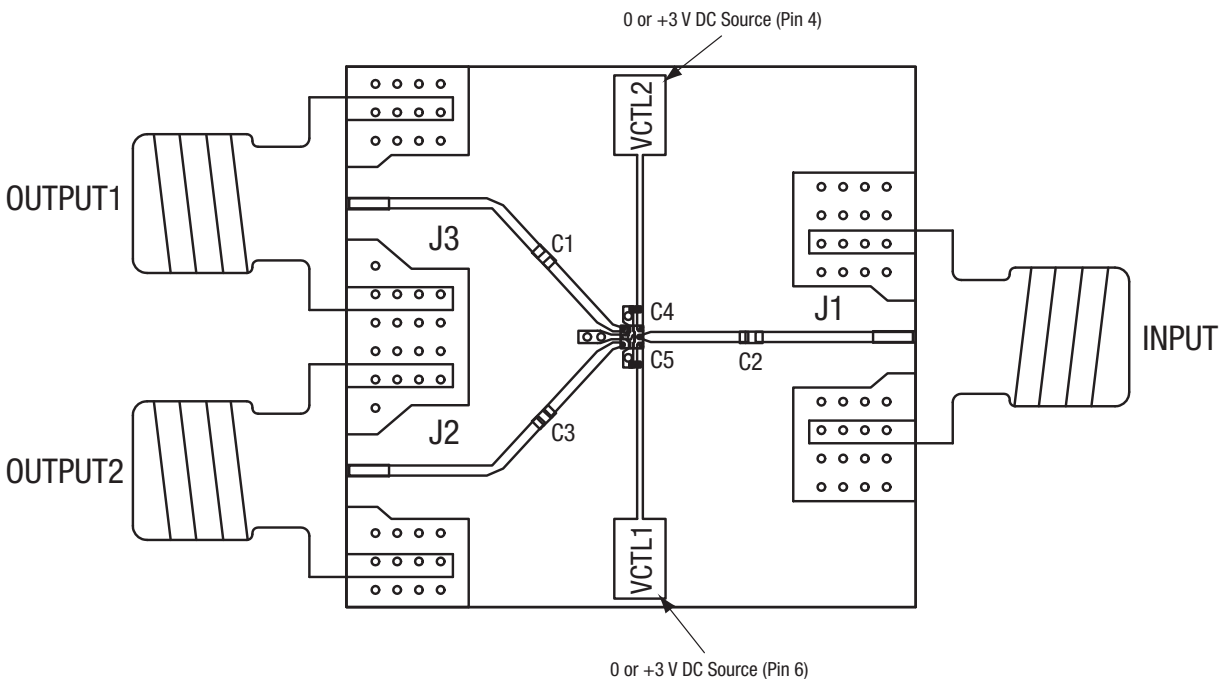 0 or +3 V DC Source (Pin 4)
VCTL2
OUTPUT1
J3
C1
C4
J1
INPUT
C5
C2
J2
C3
OUTPUT2
VCTL1
0 or +3 V DC Source (Pin 6)